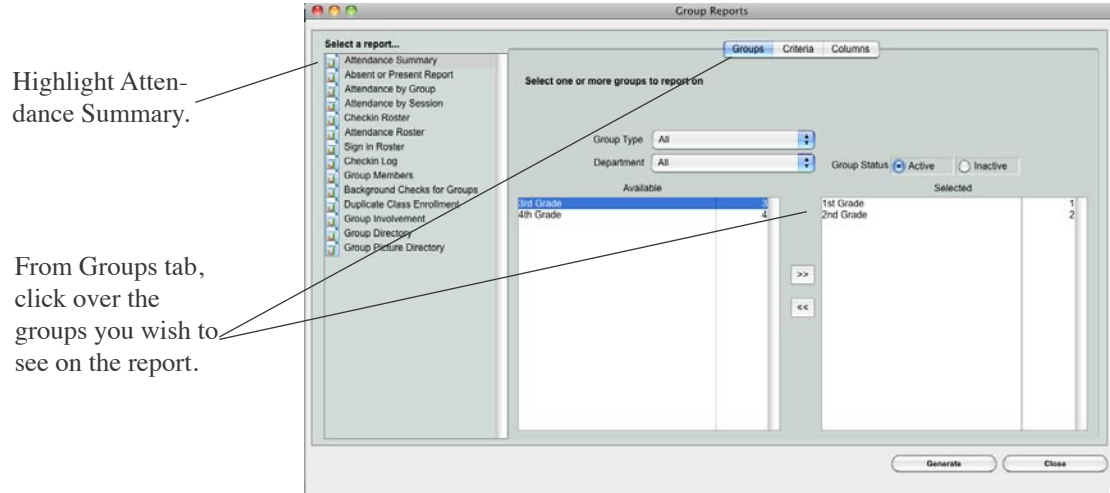 Group Reports
Highlight Atten-
dance Summary.
From Groups tab,
click over the
groups you wish to
see on the report.
Select a report...
Attendance Summary
Absent or Present Report
Attendance by Group
Attendance by Session
Checkin Roster
Attendance Roster
Sign in Roster
Checkin Log
Group Members
Background Checks for Groups
Duplicate Class Enrollment
Group Involvement
Group Directory
Group Picture Directory
Groups Criteria Columns
Select one or more groups to report on
Group Type All
Department All
Group Status Active Inactive
Available
3rd Grade 3
4th Grade 4
>>
<<
Selected
1st Grade 1
2nd Grade 2
Generate Close